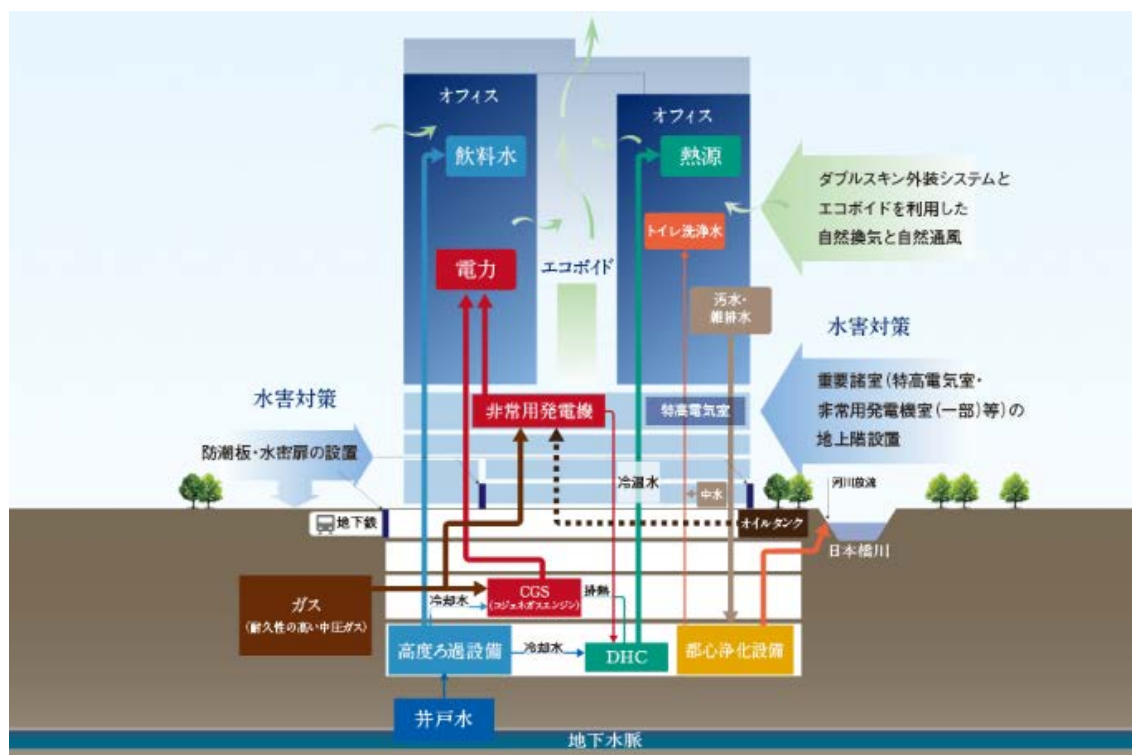 オフィス
オフィス
飲料水
熱源
トイレ洗浄水
電力
エコボイド
汚水・
雑排水
ダブルスキン外装システムと
エコボイドを利用した
自然換気と自然通風
水害対策
重要諸室（特高電気室・
非常用発電機室（一部）等）の
地上階設置
水害対策
防潮板・水密扉の設置
非常用発電機
特高電気室
冷温水
中水
河川放流
地下鉄
オイルタンク
日本橋川
ガス
（耐久性の高い中圧ガス）
冷却水
CGS
（コジェネガスエンジン）
排熱
高度ろ過設備
冷却水
DHC
都心浄化設備
井戸水
地下水脈